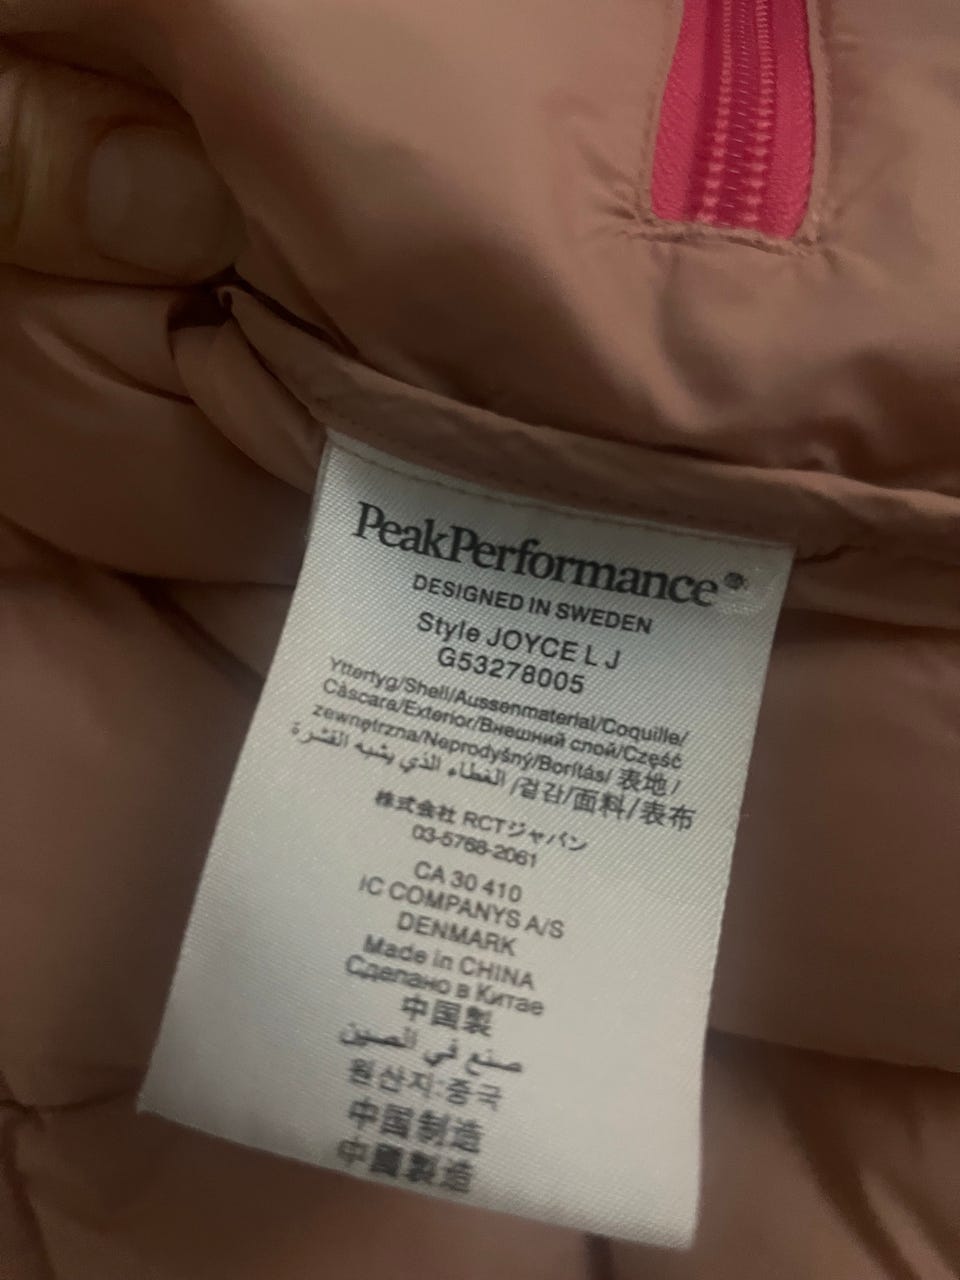 PeakPerformance®
DESIGNED IN SWEDEN
Style JOYCE L J
G53278005
Yttertyg/Shell/Aussenmaterial/Coquille/
Càscara/Exterior/Внешний слой/Część
zewnętrzna/Neprodyšný/Borítás/ 表地 /
الغطاء الذي يشبه القشرة /겉감/面料/表布
株式会社 RCTジャパン
03-5768-2061
CA 30 410
IC COMPANYS A/S
DENMARK
Made in CHINA
Сделано в Китае
中国製
صنع في الصين
원산지:중국
中国制造
中國製造